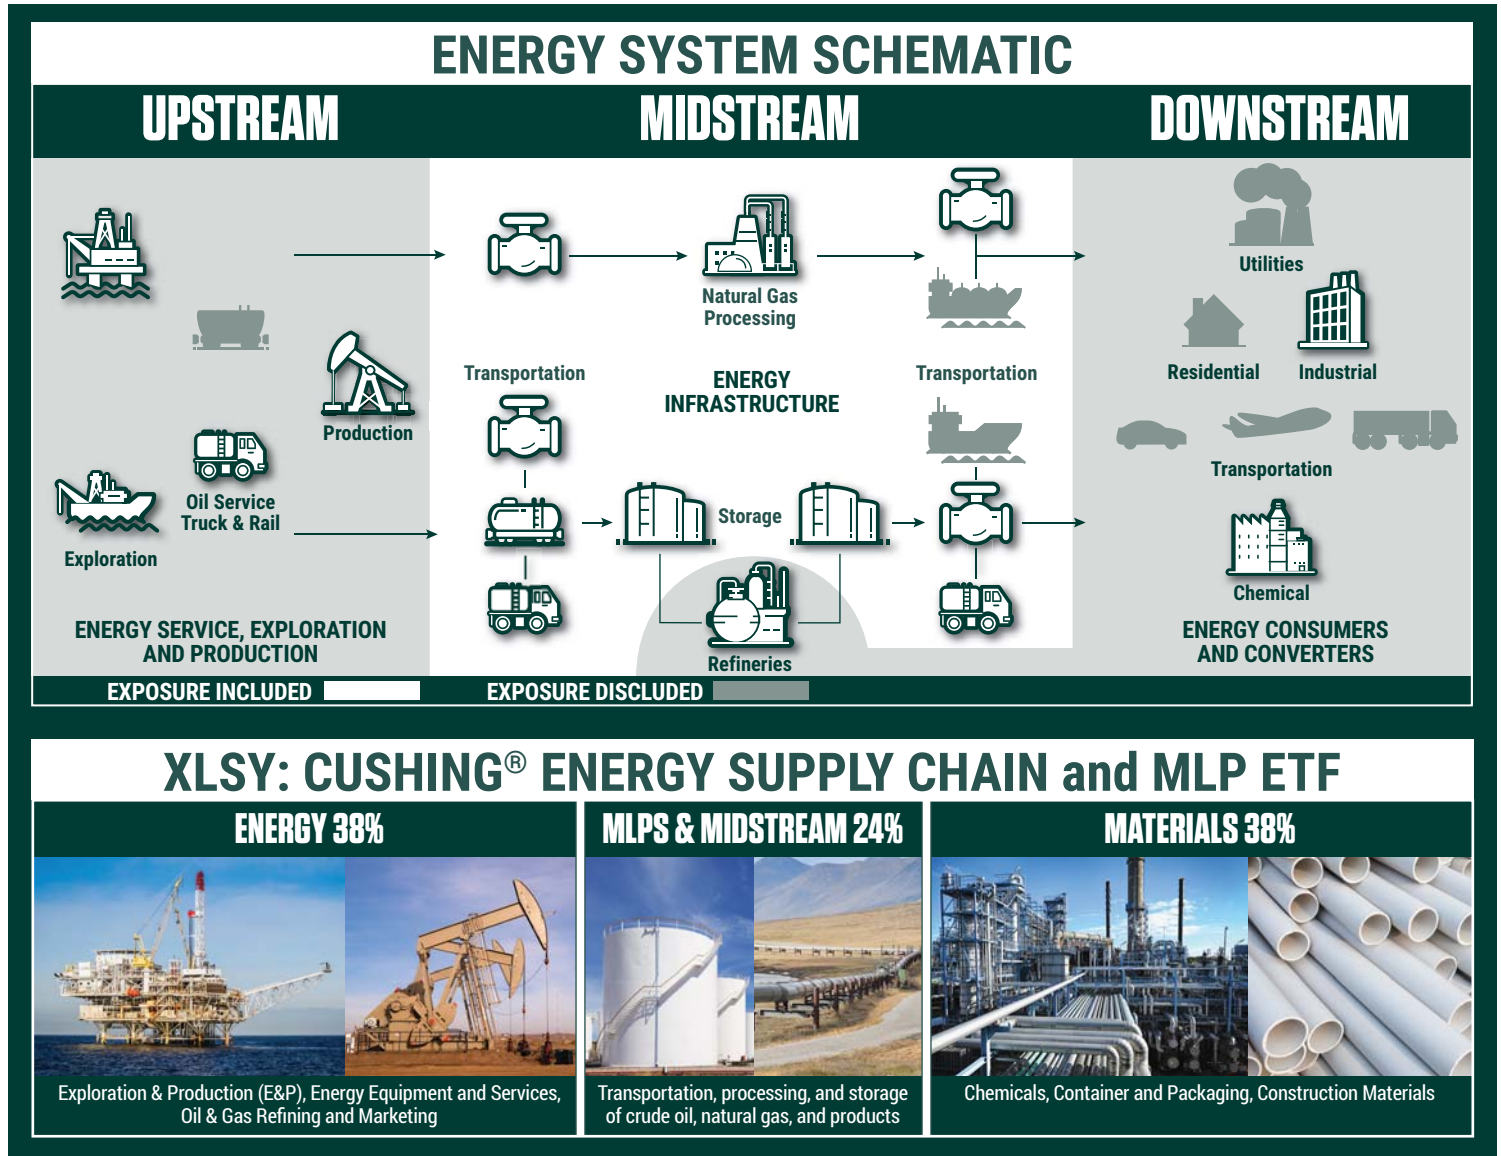 ENERGY SYSTEM SCHEMATIC
UPSTREAM
MIDSTREAM
DOWNSTREAM
Production
Oil Service
Truck & Rail
Exploration
ENERGY SERVICE, EXPLORATION
AND PRODUCTION
Natural Gas
Processing
Transportation
ENERGY
INFRASTRUCTURE
Transportation
Storage
Refineries
Utilities
Residential
Industrial
Transportation
Chemical
ENERGY CONSUMERS
AND CONVERTERS
EXPOSURE INCLUDED
EXPOSURE DISCLUDED
XLSY: CUSHING® ENERGY SUPPLY CHAIN and MLP ETF
ENERGY 38%
Exploration & Production (E&P), Energy Equipment and Services,
Oil & Gas Refining and Marketing
MLPS & MIDSTREAM 24%
Transportation, processing, and storage
of crude oil, natural gas, and products
MATERIALS 38%
Chemicals, Container and Packaging, Construction Materials